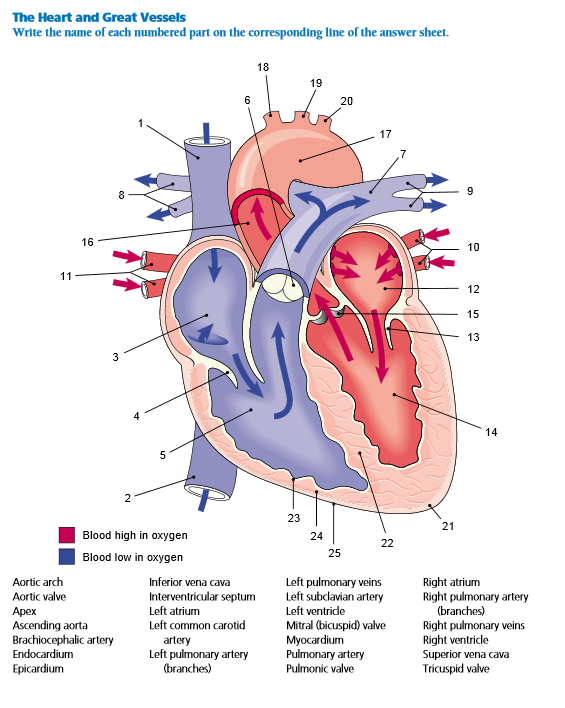 The Heart and Great Vessels
Write the name of each numbered part on the corresponding line of the answer sheet.
18
19
6
20
1
17
7
8
9
16
10
11
12
15
13
3
4
14
5
2
23
24
22
21
25
Blood high in oxygen
Blood low in oxygen
Aortic arch
Aortic valve
Apex
Ascending aorta
Brachiocephalic artery
Endocardium
Epicardium
Inferior vena cava
Interventricular septum
Left atrium
Left common carotid
artery
Left pulmonary artery
(branches)
Left pulmonary veins
Left subclavian artery
Left ventricle
Mitral (bicuspid) valve
Myocardium
Pulmonary artery
Pulmonic valve
Right atrium
Right pulmonary artery
(branches)
Right pulmonary veins
Right ventricle
Superior vena cava
Tricuspid valve